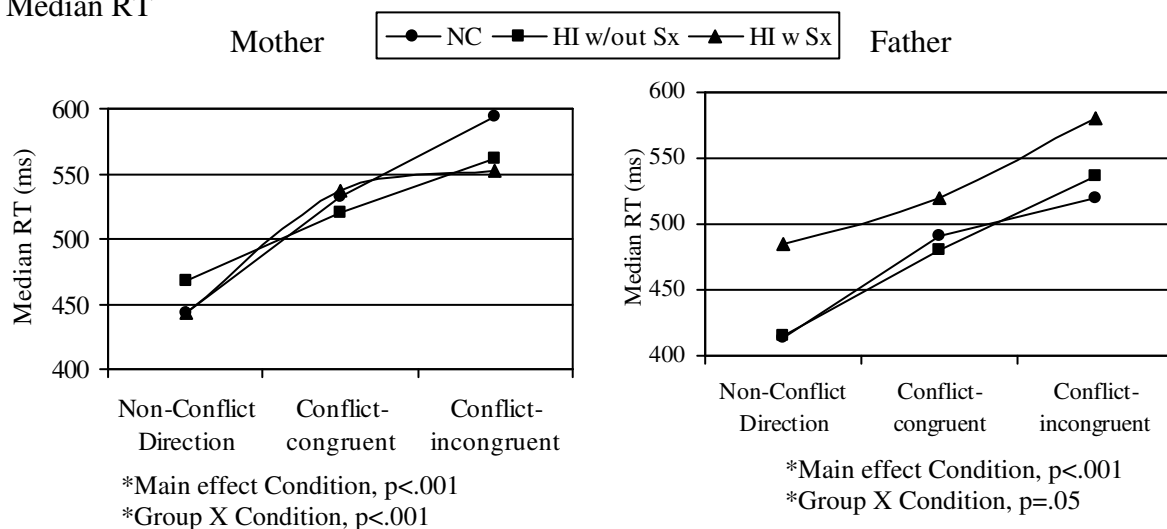 Median RT
Mother
NC HI w/out Sx HI w Sx
Father
600
550
500
450
400
Median RT (ms)
Non-Conflict Conflict- Conflict-
Direction congruent incongruent
*Main effect Condition, p<.001
*Group X Condition, p<.001
600
550
500
450
400
Median RT (ms)
Non-Conflict Conflict- Conflict-
Direction congruent incongruent
*Main effect Condition, p<.001
*Group X Condition, p=.05